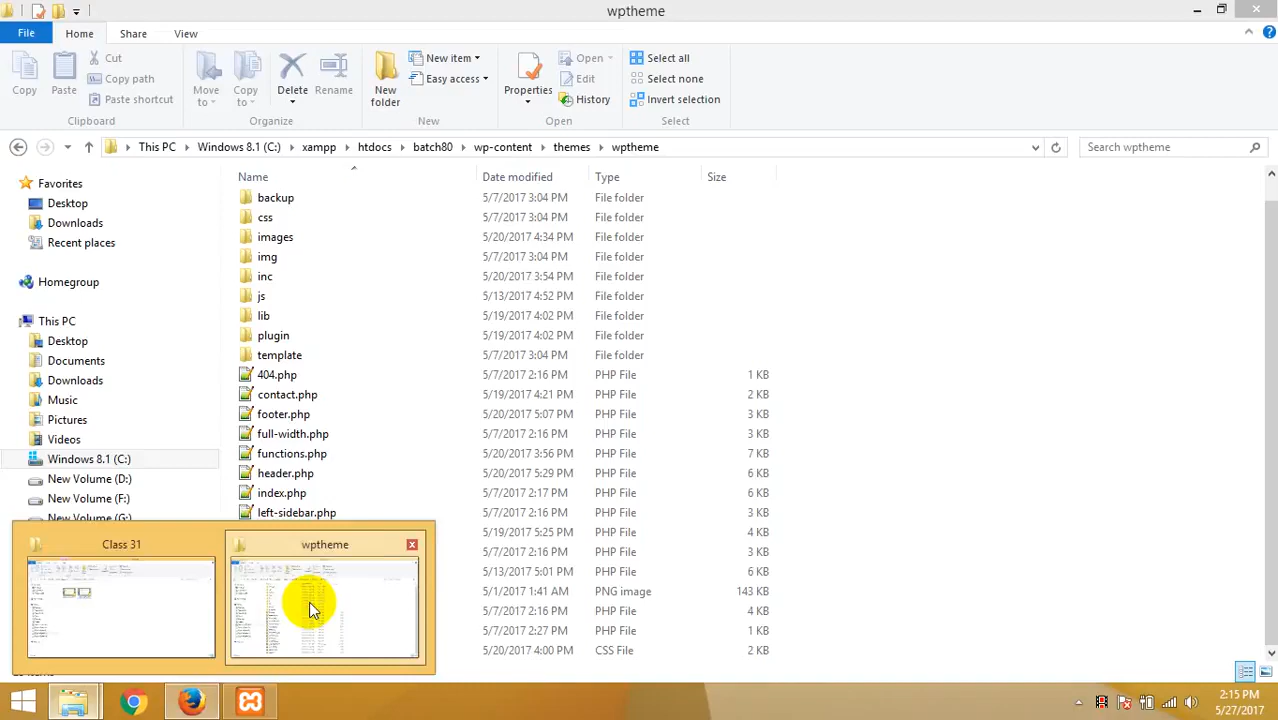 wptheme
File
Home
Share
View
Copy
Paste
Cut
Copy path
Paste shortcut
Clipboard
Move to
Copy to
Delete
Rename
Organize
New folder
New item
Easy access
New
Properties
Open
Edit
History
Open
Select all
Select none
Invert selection
Select
This PC
Windows 8.1 (C:)
xampp
htdocs
batch80
wp-content
themes
wptheme
Search wptheme
Favorites
Desktop
Downloads
Recent places
Homegroup
This PC
Desktop
Documents
Downloads
Music
Pictures
Videos
Windows 8.1 (C:)
New Volume (D:)
New Volume (F:)
New Volume (G:)
Name Date modified Type Size
backup 5/7/2017 3:04 PM File folder
css 5/7/2017 3:04 PM File folder
images 5/20/2017 4:34 PM File folder
img 5/7/2017 3:04 PM File folder
inc 5/20/2017 3:54 PM File folder
js 5/13/2017 4:52 PM File folder
lib 5/19/2017 4:02 PM File folder
plugin 5/19/2017 4:02 PM File folder
template 5/7/2017 3:04 PM File folder
404.php 5/7/2017 2:16 PM PHP File 1 KB
contact.php 5/19/2017 4:21 PM PHP File 2 KB
footer.php 5/20/2017 5:07 PM PHP File 3 KB
full-width.php 5/7/2017 2:16 PM PHP File 3 KB
functions.php 5/20/2017 3:56 PM PHP File 7 KB
header.php 5/20/2017 5:29 PM PHP File 6 KB
index.php 5/7/2017 2:17 PM PHP File 6 KB
left-sidebar.php 5/7/2017 2:16 PM PHP File 3 KB
5/19/2017 5:25 PM PHP File 4 KB
5/7/2017 2:16 PM PHP File 3 KB
5/13/2017 5:01 PM PHP File 6 KB
5/1/2017 1:41 AM PNG image 143 KB
5/7/2017 2:16 PM PHP File 4 KB
5/7/2017 2:27 PM PHP File 1 KB
5/20/2017 4:00 PM CSS File 2 KB
Class 31
wptheme
2:15 PM
5/27/2017